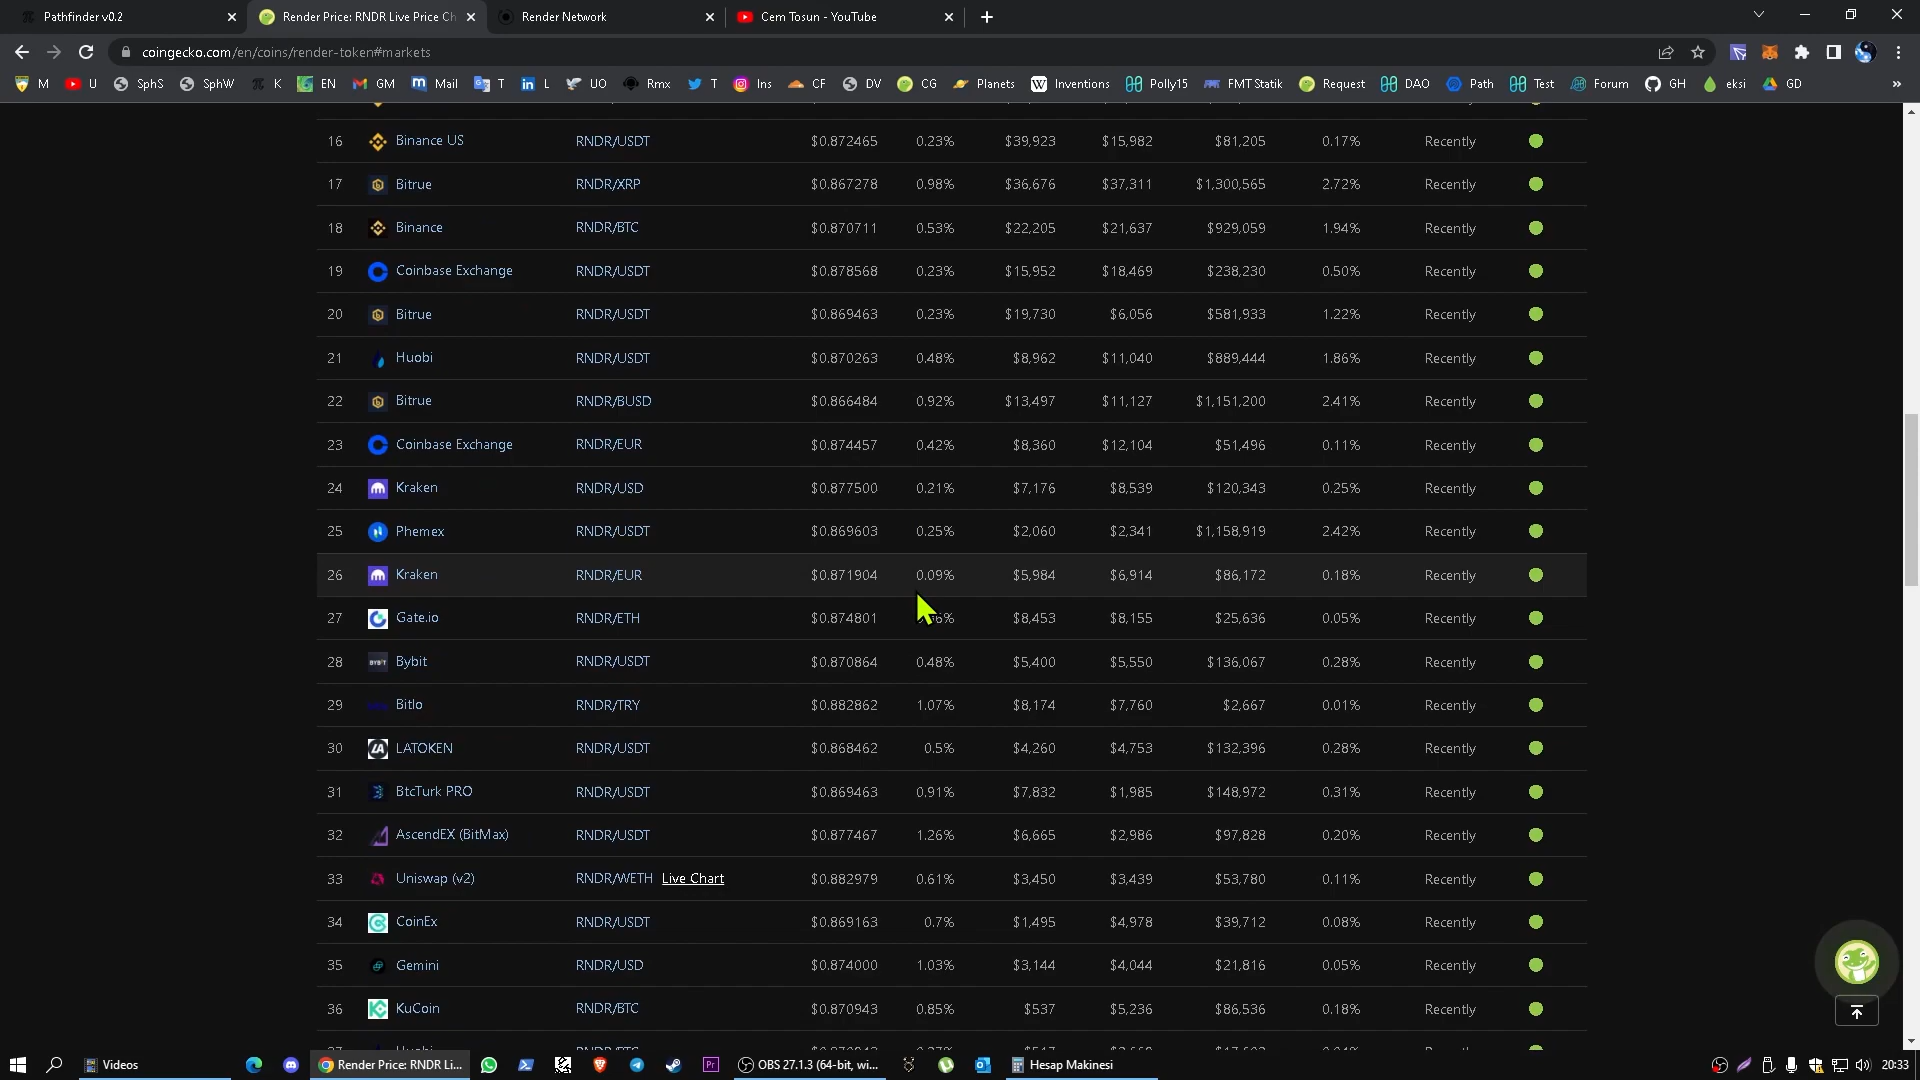 Pathfinder v0.2
Render Price: RNDR Live Price Ch
Render Network
Cem Tosun - YouTube
coingecko.com/en/coins/render-token#markets
M U SphS SphW K EN GM Mail T L UO Rmx T Ins CF DV CG Planets Inventions Polly15 FMT Statik Request DAO Path Test Forum GH eksi GD »
16 Binance US RNDR/USDT $0.872465 0.23% $39,923 $15,982 $81,205 0.17% Recently
17 Bitrue RNDR/XRP $0.867278 0.98% $36,676 $37,311 $1,300,565 2.72% Recently
18 Binance RNDR/BTC $0.870711 0.53% $22,205 $21,637 $929,059 1.94% Recently
19 Coinbase Exchange RNDR/USDT $0.878568 0.23% $15,952 $18,469 $238,230 0.50% Recently
20 Bitrue RNDR/USDT $0.869463 0.23% $19,730 $6,056 $581,933 1.22% Recently
21 Huobi RNDR/USDT $0.870263 0.48% $8,962 $11,040 $889,444 1.86% Recently
22 Bitrue RNDR/BUSD $0.866484 0.92% $13,497 $11,127 $1,151,200 2.41% Recently
23 Coinbase Exchange RNDR/EUR $0.874457 0.42% $8,360 $12,104 $51,496 0.11% Recently
24 Kraken RNDR/USD $0.877500 0.21% $7,176 $8,539 $120,343 0.25% Recently
25 Phemex RNDR/USDT $0.869603 0.25% $2,060 $2,341 $1,158,919 2.42% Recently
26 Kraken RNDR/EUR $0.871904 0.09% $5,984 $6,914 $86,172 0.18% Recently
27 Gate.io RNDR/ETH $0.874801 $8,453 $8,155 $25,636 0.05% Recently
28 Bybit RNDR/USDT $0.870864 0.48% $5,400 $5,550 $136,067 0.28% Recently
29 Bitlo RNDR/TRY $0.882862 1.07% $8,174 $7,760 $2,667 0.01% Recently
30 LATOKEN RNDR/USDT $0.868462 0.5% $4,260 $4,753 $132,396 0.28% Recently
31 BtcTurk PRO RNDR/USDT $0.869463 0.91% $7,832 $1,985 $148,972 0.31% Recently
32 AscendEX (BitMax) RNDR/USDT $0.877467 1.26% $6,665 $2,986 $97,828 0.20% Recently
33 Uniswap (v2) RNDR/WETH Live Chart $0.882979 0.61% $3,450 $3,439 $53,780 0.11% Recently
34 CoinEx RNDR/USDT $0.869163 0.7% $1,495 $4,978 $39,712 0.08% Recently
35 Gemini RNDR/USD $0.874000 1.03% $3,144 $4,044 $21,816 0.05% Recently
36 KuCoin RNDR/BTC $0.870943 0.85% $537 $5,236 $86,536 0.18% Recently
Videos
Render Price: RNDR Li...
OBS 27.1.3 (64-bit, wi...
Hesap Makinesi
20:33